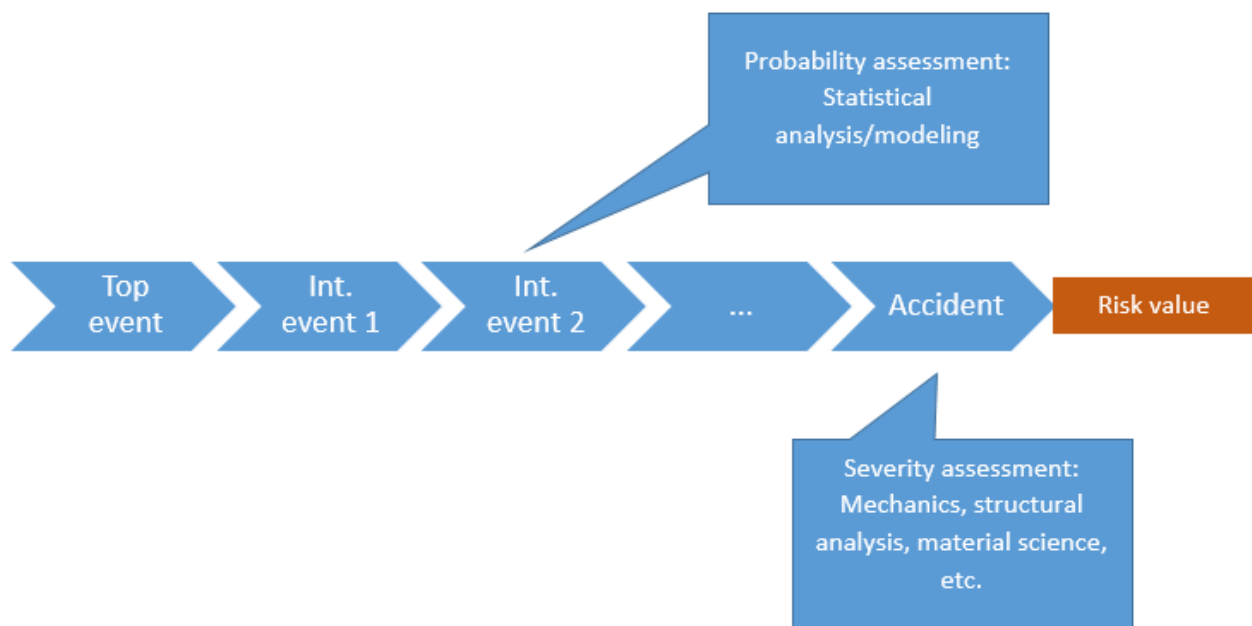 Probability assessment:
Statistical
analysis/modeling
Top
event
Int.
event 1
Int.
event 2
...
Accident
Risk value
Severity assessment:
Mechanics, structural
analysis, material science,
etc.